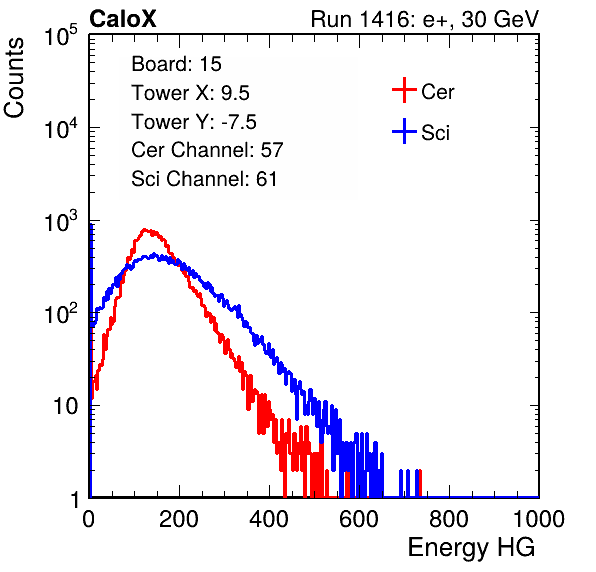 CaloX Run 1416: e+, 30 GeV
Counts
Board: 15
Tower X: 9.5
Tower Y: -7.5
Cer Channel: 57
Sci Channel: 61
Cer
Sci
10^5
10^4
10^3
10^2
10
1
0 200 400 600 800 1000
Energy HG